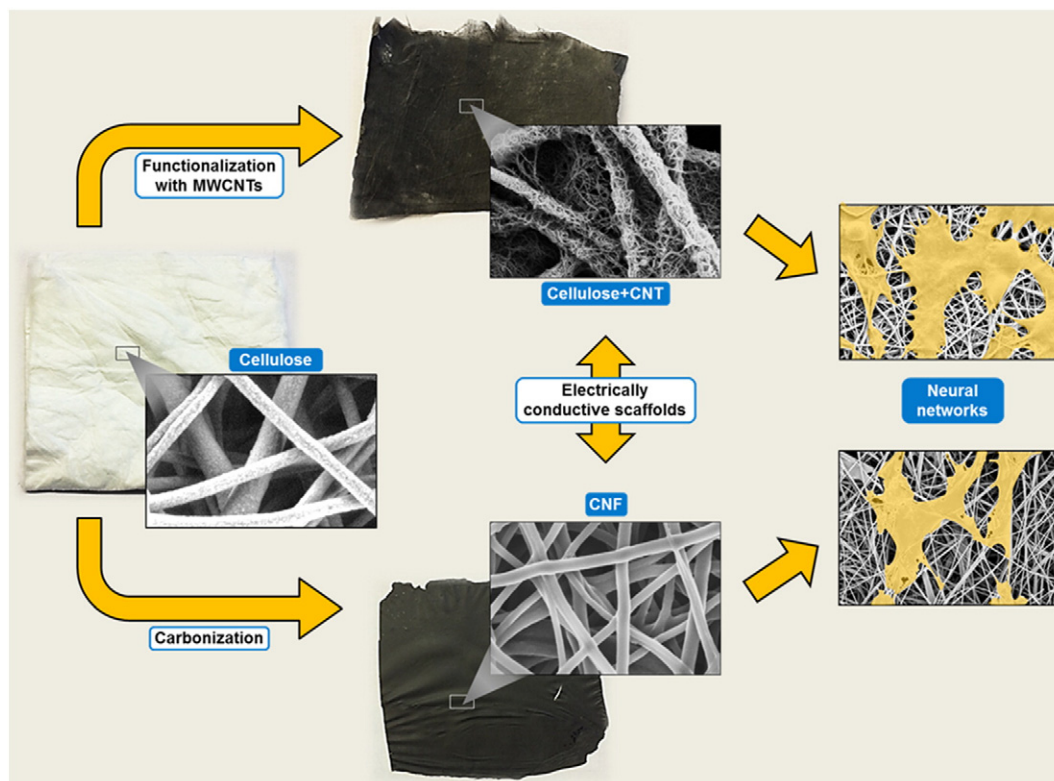 Functionalization
with MWCNTs
Cellulose+CNT
Cellulose
Electrically
conductive scaffolds
Neural
networks
CNF
Carbonization